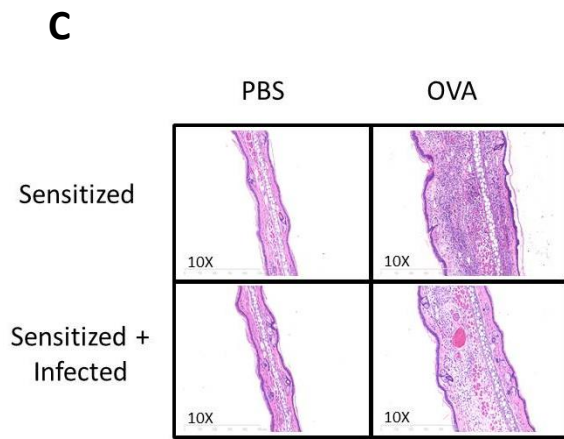 C
PBS OVA
Sensitized
10X 10X
Sensitized +
Infected
10X 10X